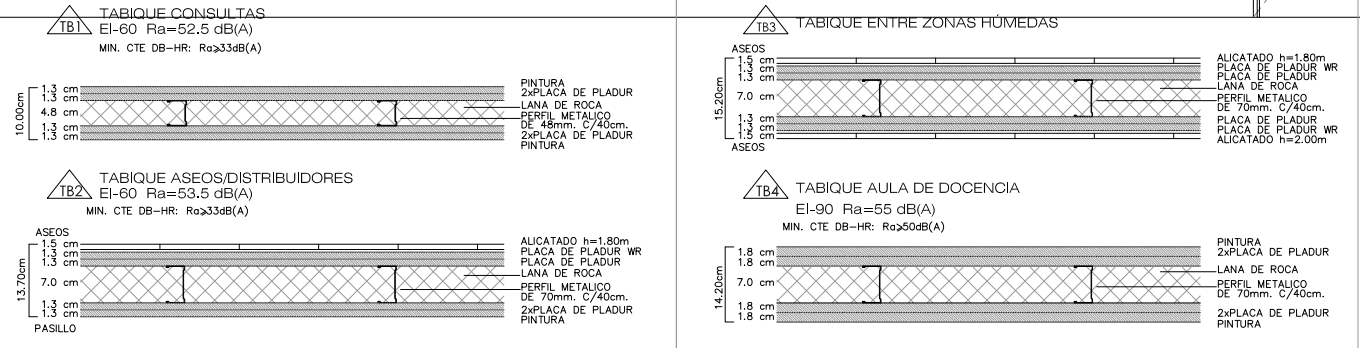 TB1
TABIQUE CONSULTAS
EI-60 Ra=52.5 dB(A)
MIN. CTE DB-HR: Ra≥33dB(A)
10.00cm
1.3 cm
1.3 cm
4.8 cm
1.3 cm
1.3 cm
PINTURA
2xPLACA DE PLADUR
LANA DE ROCA
PERFIL METALICO
DE 48mm. C/40cm.
2xPLACA DE PLADUR
PINTURA
TB2
TABIQUE ASEOS/DISTRIBUIDORES
EI-60 Ra=53.5 dB(A)
MIN. CTE DB-HR: Ra≥33dB(A)
ASEOS
13.70cm
1.5 cm
1.3 cm
1.3 cm
7.0 cm
1.3 cm
1.3 cm
PASILLO
ALICATADO h=1.80m
PLACA DE PLADUR WR
PLACA DE PLADUR
LANA DE ROCA
PERFIL METALICO
DE 70mm. C/40cm.
2xPLACA DE PLADUR
PINTURA
TB3
TABIQUE ENTRE ZONAS HÚMEDAS
ASEOS
15.20cm
1.5 cm
1.3 cm
1.3 cm
7.0 cm
1.3 cm
1.3 cm
1.5 cm
ASEOS
ALICATADO h=1.80m
PLACA DE PLADUR WR
PLACA DE PLADUR
LANA DE ROCA
PERFIL METALICO
DE 70mm. C/40cm.
PLACA DE PLADUR
PLACA DE PLADUR WR
ALICATADO h=2.00m
TB4
TABIQUE AULA DE DOCENCIA
EI-90 Ra=55 dB(A)
MIN. CTE DB-HR: Ra≥50dB(A)
14.20cm
1.8 cm
1.8 cm
7.0 cm
1.8 cm
1.8 cm
PINTURA
2xPLACA DE PLADUR
LANA DE ROCA
PERFIL METALICO
DE 70mm. C/40cm.
2xPLACA DE PLADUR
PINTURA